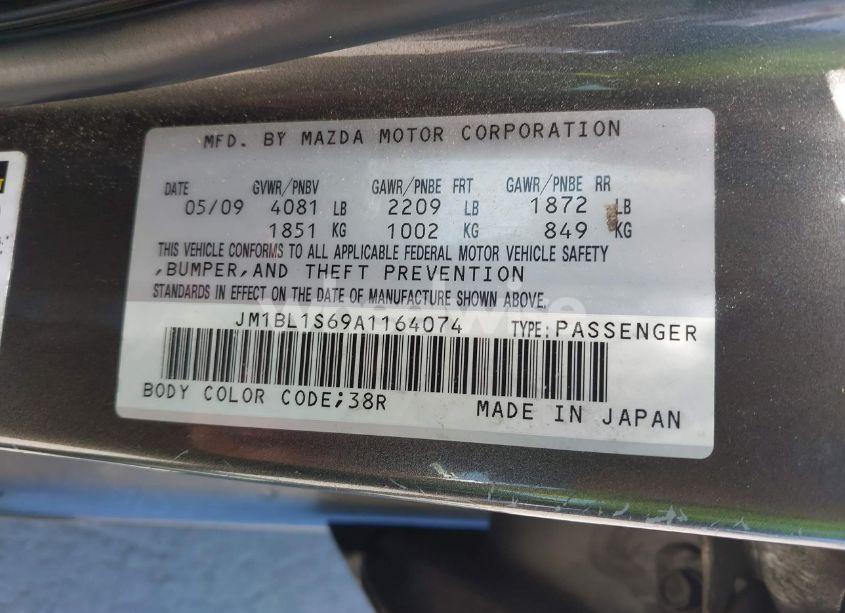 MFD. BY MAZDA MOTOR CORPORATION
DATE GVWR/PNBV GAWR/PNBE FRT GAWR/PNBE RR
05/09 4081 LB 2209 LB 1872 LB
1851 KG 1002 KG 849 KG
THIS VEHICLE CONFORMS TO ALL APPLICABLE FEDERAL MOTOR VEHICLE SAFETY
,BUMPER,AND THEFT PREVENTION
STANDARDS IN EFFECT ON THE DATE OF MANUFACTURE SHOWN ABOVE.
JM1BL1S69A1164074 TYPE:PASSENGER
BODY COLOR CODE;38R MADE IN JAPAN